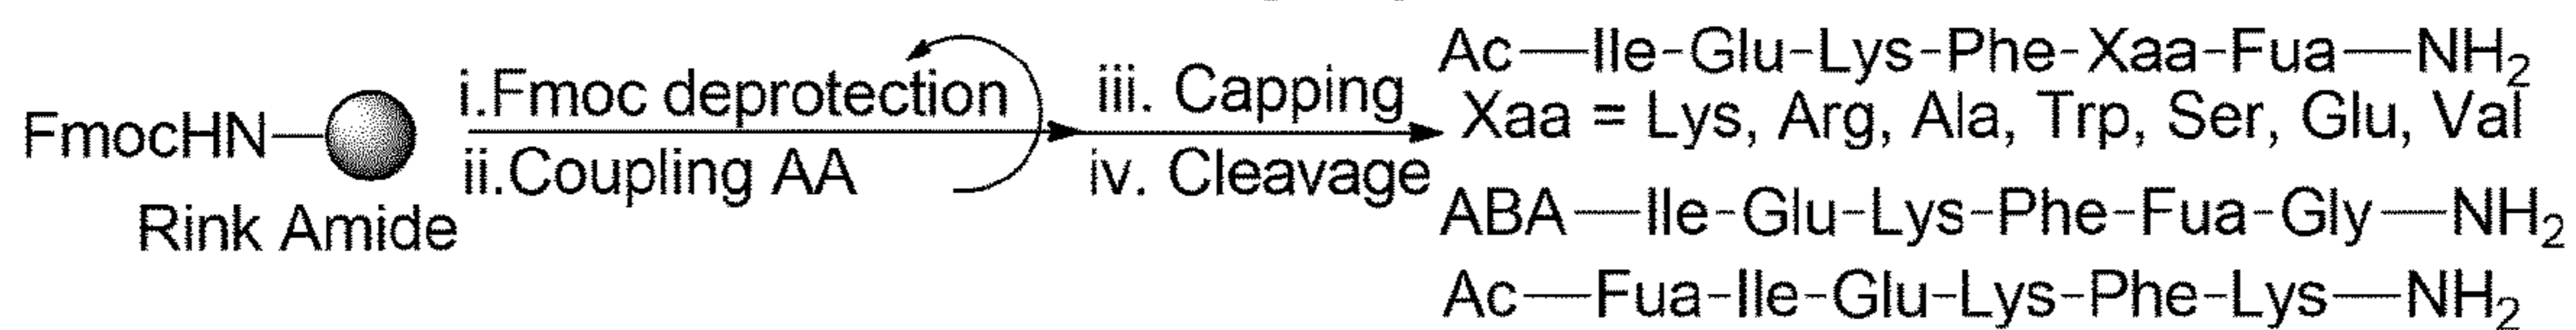 FmocHN
Rink Amide
i.Fmoc deprotection
ii.Coupling AA
iii. Capping
iv. Cleavage
Ac—Ile-Glu-Lys-Phe-Xaa-Fua—NH₂
Xaa = Lys, Arg, Ala, Trp, Ser, Glu, Val
ABA—Ile-Glu-Lys-Phe-Fua-Gly—NH₂
Ac—Fua-Ile-Glu-Lys-Phe-Lys—NH₂